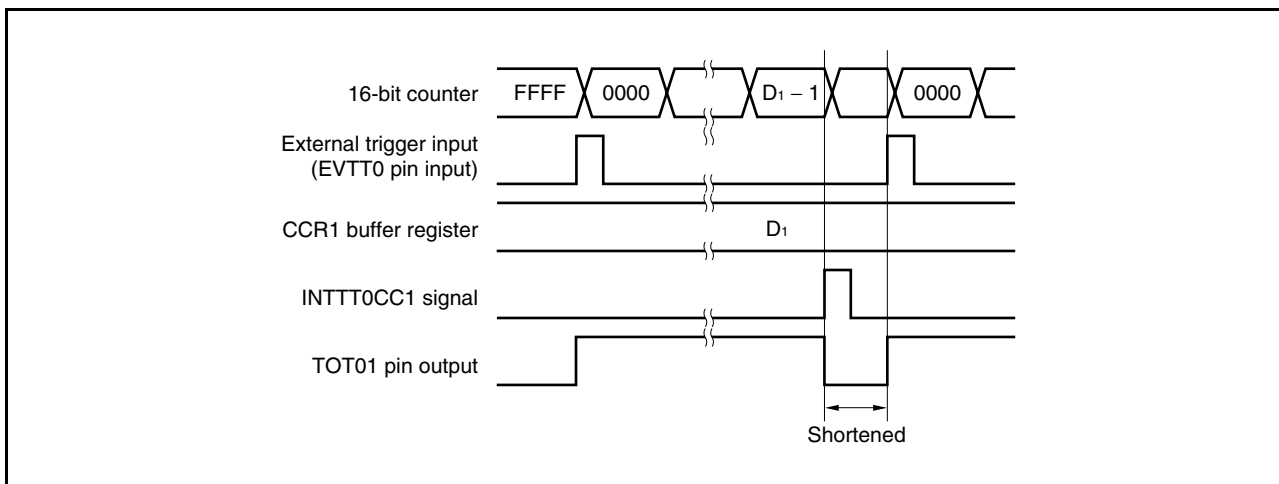 16-bit counter FFFF 0000 D₁ – 1 0000
External trigger input
(EVTT0 pin input)
CCR1 buffer register D₁
INTTT0CC1 signal
TOT01 pin output
Shortened